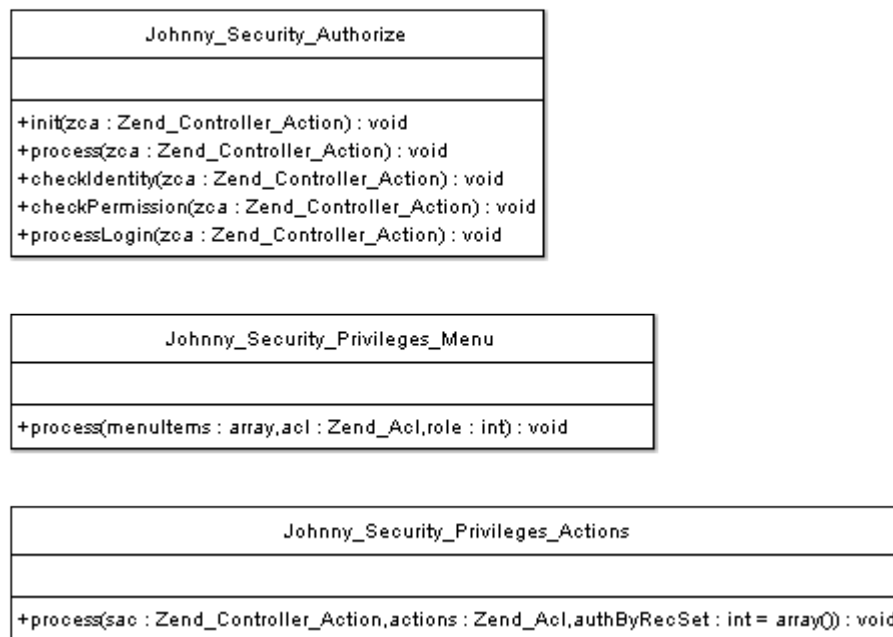 Johnny_Security_Authorize
+init(zca : Zend_Controller_Action) : void
+process(zca : Zend_Controller_Action) : void
+checkIdentity(zca : Zend_Controller_Action) : void
+checkPermission(zca : Zend_Controller_Action) : void
+processLogin(zca : Zend_Controller_Action) : void
Johnny_Security_Privileges_Menu
+process(menuItems : array,acl : Zend_Acl,role : int) : void
Johnny_Security_Privileges_Actions
+process(sac : Zend_Controller_Action,actions : Zend_Acl,authByRecSet : int = array()) : void